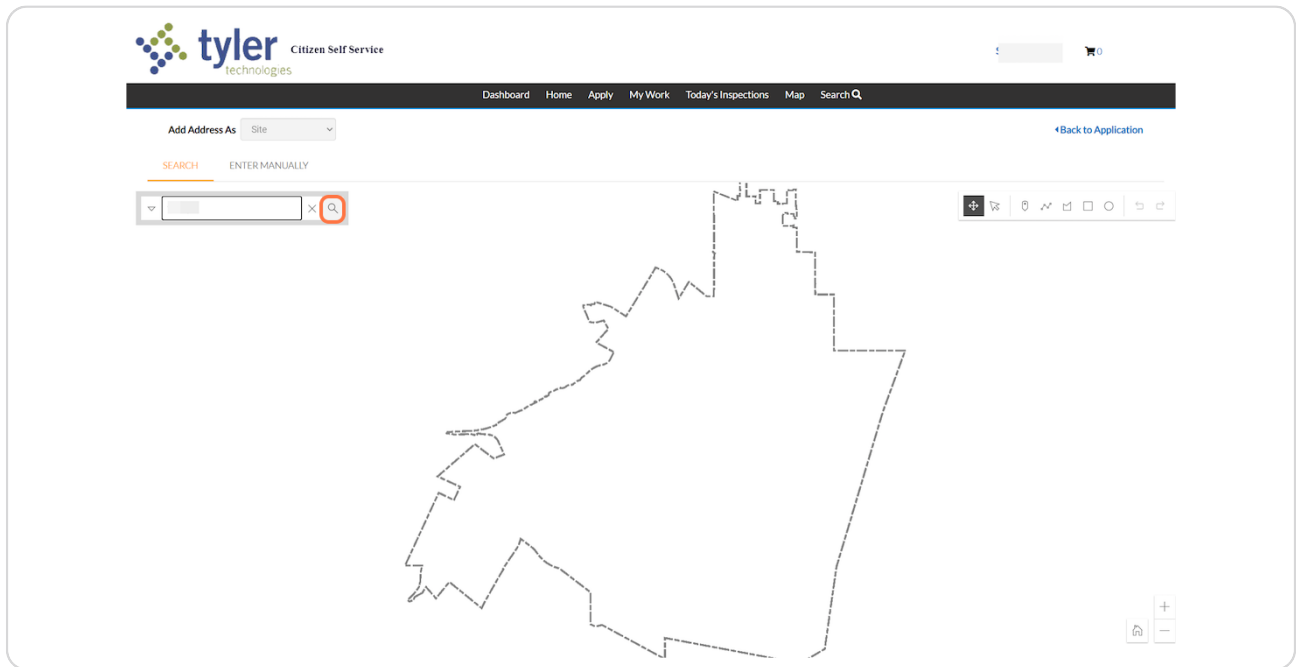 tyler
technologies
Citizen Self Service
0
Dashboard Home Apply My Work Today's Inspections Map Search
Add Address As Site
Back to Application
SEARCH ENTER MANUALLY